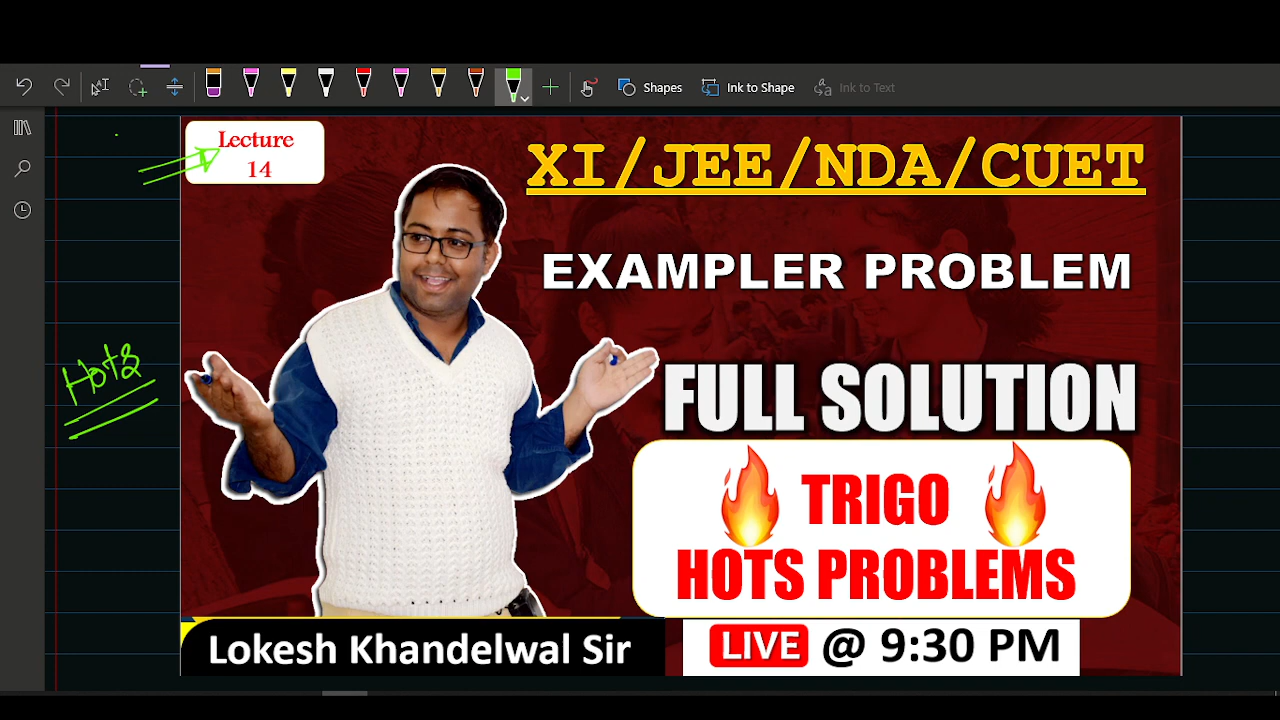 Shapes
Ink to Shape
Ink to Text
Lecture
14
XI/JEE/NDA/CUET
EXAMPLER PROBLEM
Hots
FULL SOLUTION
TRIGO
HOTS PROBLEMS
Lokesh Khandelwal Sir
LIVE @ 9:30 PM